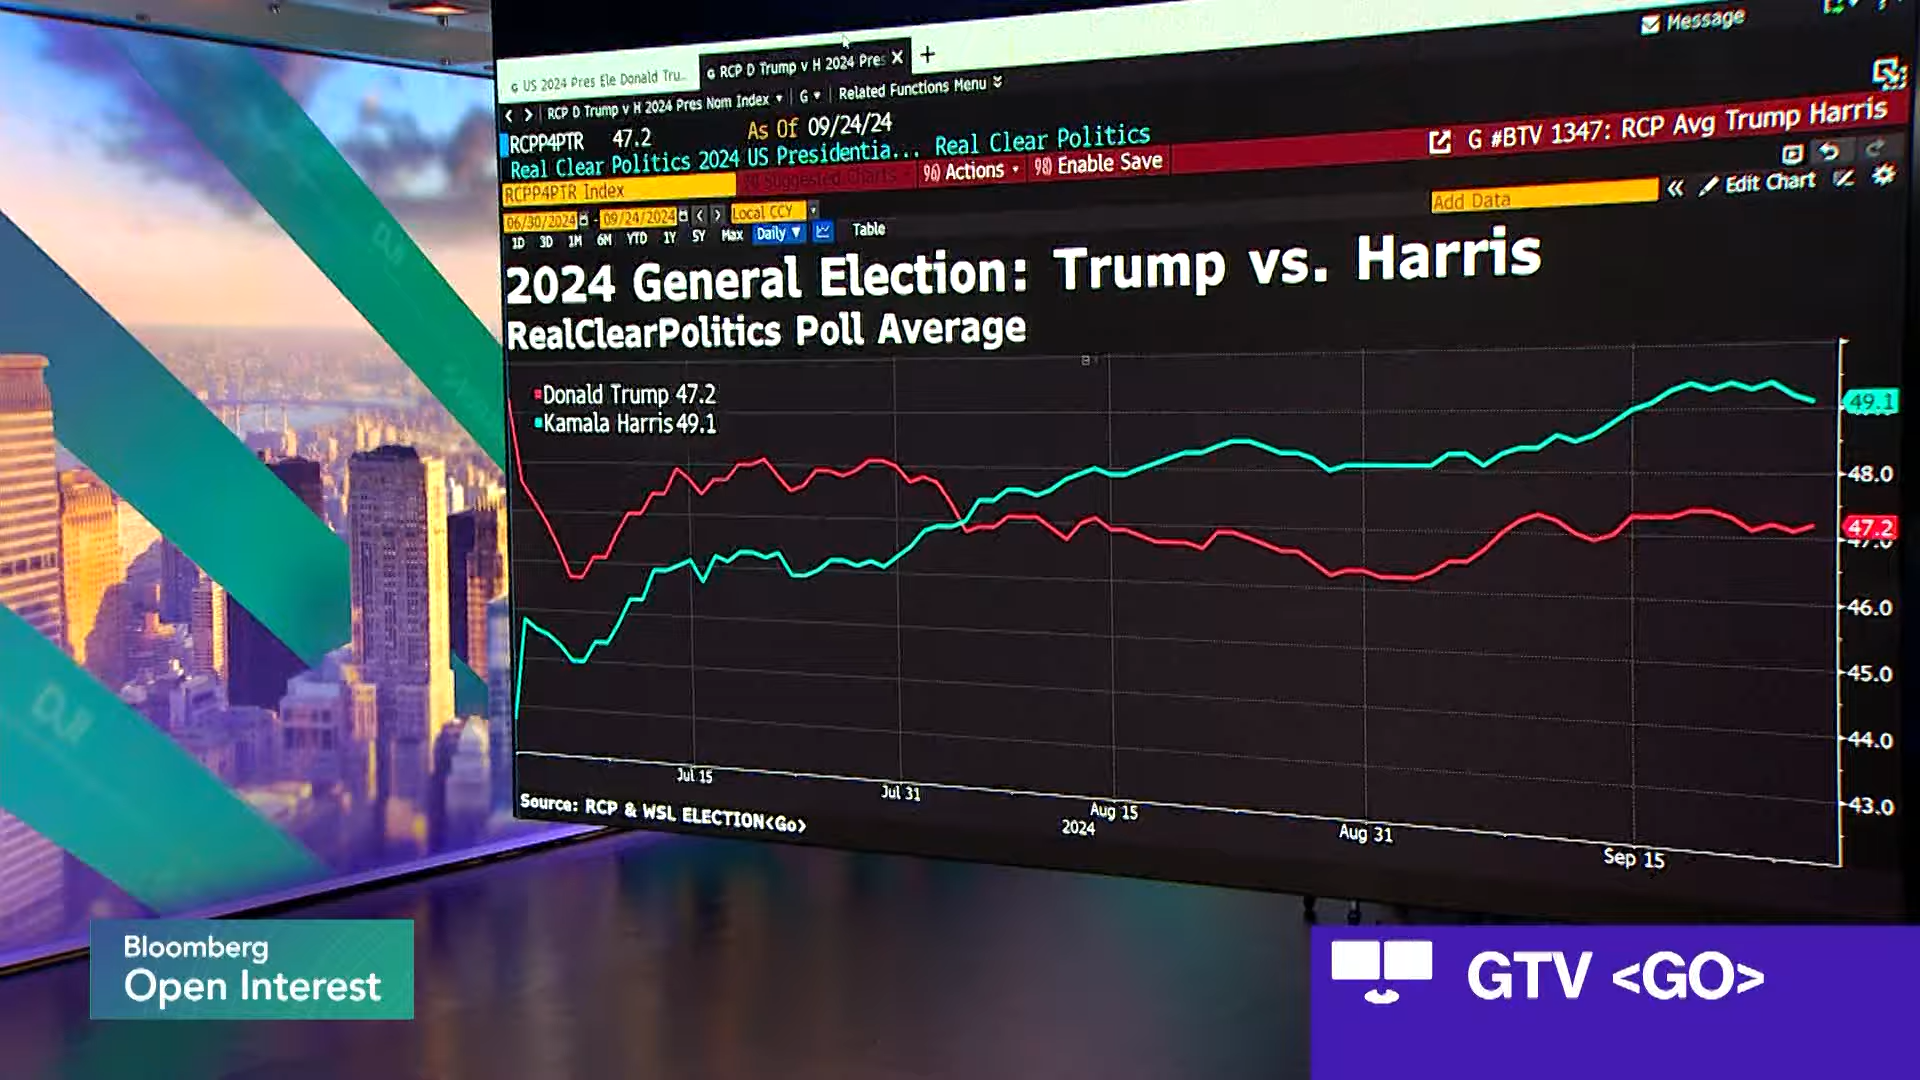 Message
G US 2024 Pres Ele Donald Tru...
G RCP D Trump v H 2024 Pres X +
< > RCP D Trump v H 2024 Pres Nom Index G Related Functions Menu
RCPP4PTR 47.2 As Of 09/24/24
Real Clear Politics 2024 US Presidentia... Real Clear Politics
G #BTV 1347: RCP Avg Trump Harris
RCPP4PTR Index
Suggested Charts
96) Actions
98) Enable Save
06/30/2024 - 09/24/2024 < > Local CCY
Add Data « Edit Chart
1D 3D 1M 6M YTD 1Y 5Y Max Daily ▼ Table
2024 General Election: Trump vs. Harris
RealClearPolitics Poll Average
Donald Trump 47.2
Kamala Harris 49.1
49.1
48.0
47.2
47.0
46.0
45.0
44.0
43.0
Jul 15
Jul 31
Aug 15
Aug 31
Sep 15
2024
Source: RCP & WSL ELECTION<Go>
DJI
DJI
Bloomberg
Open Interest
GTV <GO>